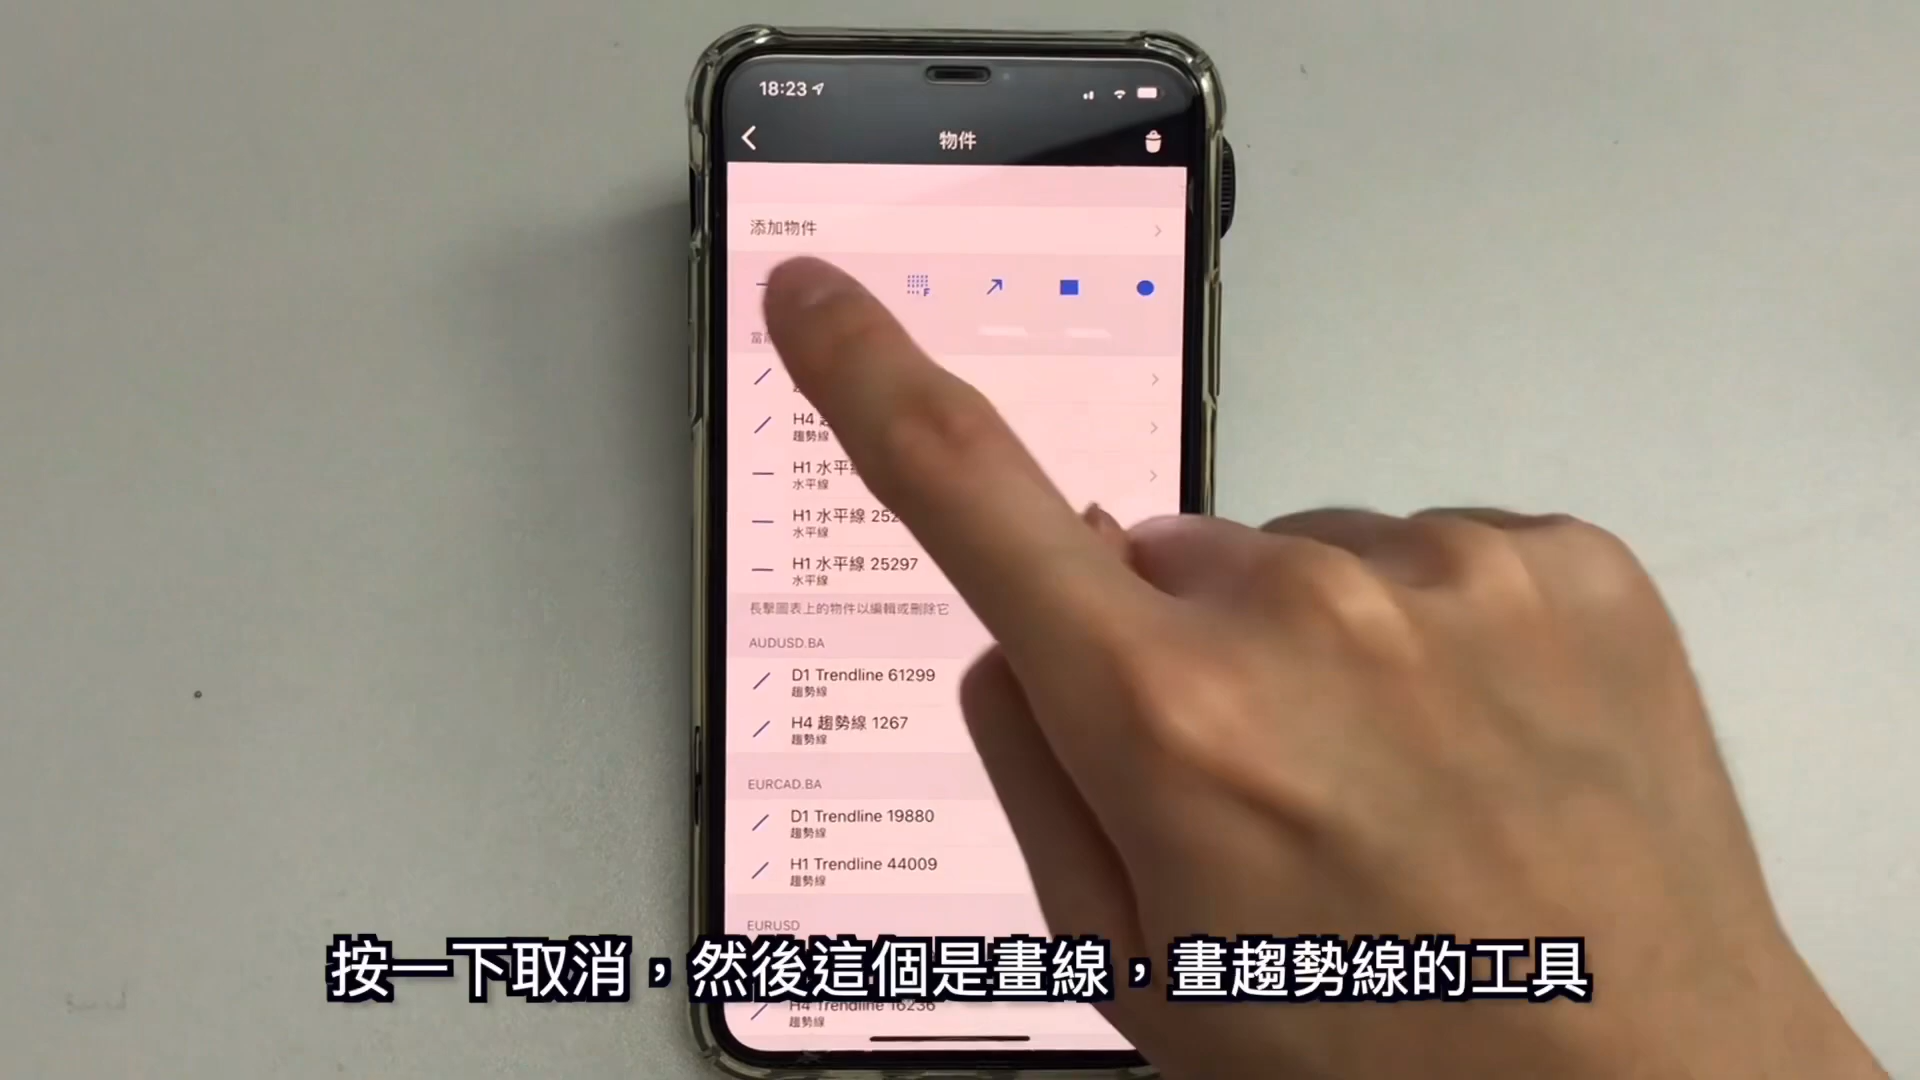 18:23
物件
添加物件
當
H4
趨勢線
H1 水平
水平線
H1 水平線 252
水平線
H1 水平線 25297
水平線
長擊圖表上的物件以編輯或刪除它
AUDUSD.BA
D1 Trendline 61299
趨勢線
H4 趨勢線 1267
趨勢線
EURCAD.BA
D1 Trendline 19880
趨勢線
H1 Trendline 44009
趨勢線
EURUSD
按一下取消，然後這個是畫線，畫趨勢線的工具
H4 Trendline 16236
趨勢線